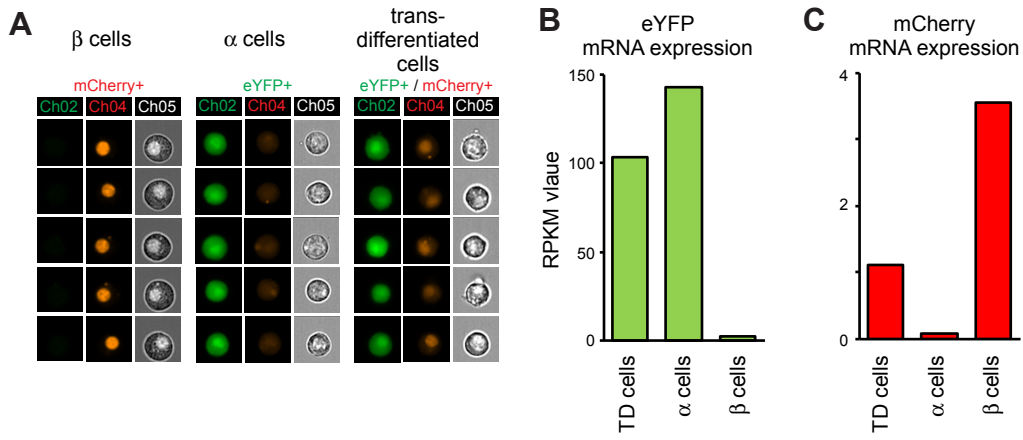 A
β cells
mCherry+
Ch02 Ch04 Ch05
α cells
eYFP+
Ch02 Ch04 Ch05
trans-
differentiated
cells
eYFP+ / mCherry+
Ch02 Ch04 Ch05
B
eYFP
mRNA expression
RPKM vlaue
150
100
50
0
TD cells
α cells
β cells
C
mCherry
mRNA expression
4
2
0
TD cells
α cells
β cells